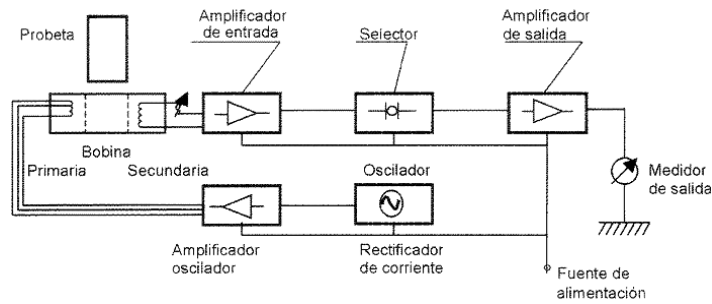 Probeta
Amplificador
de entrada
Selector
Amplificador
de salida
Bobina
Primaria
Secundaria
Oscilador
Medidor
de salida
Amplificador
oscilador
Rectificador
de corriente
Fuente de
alimentación